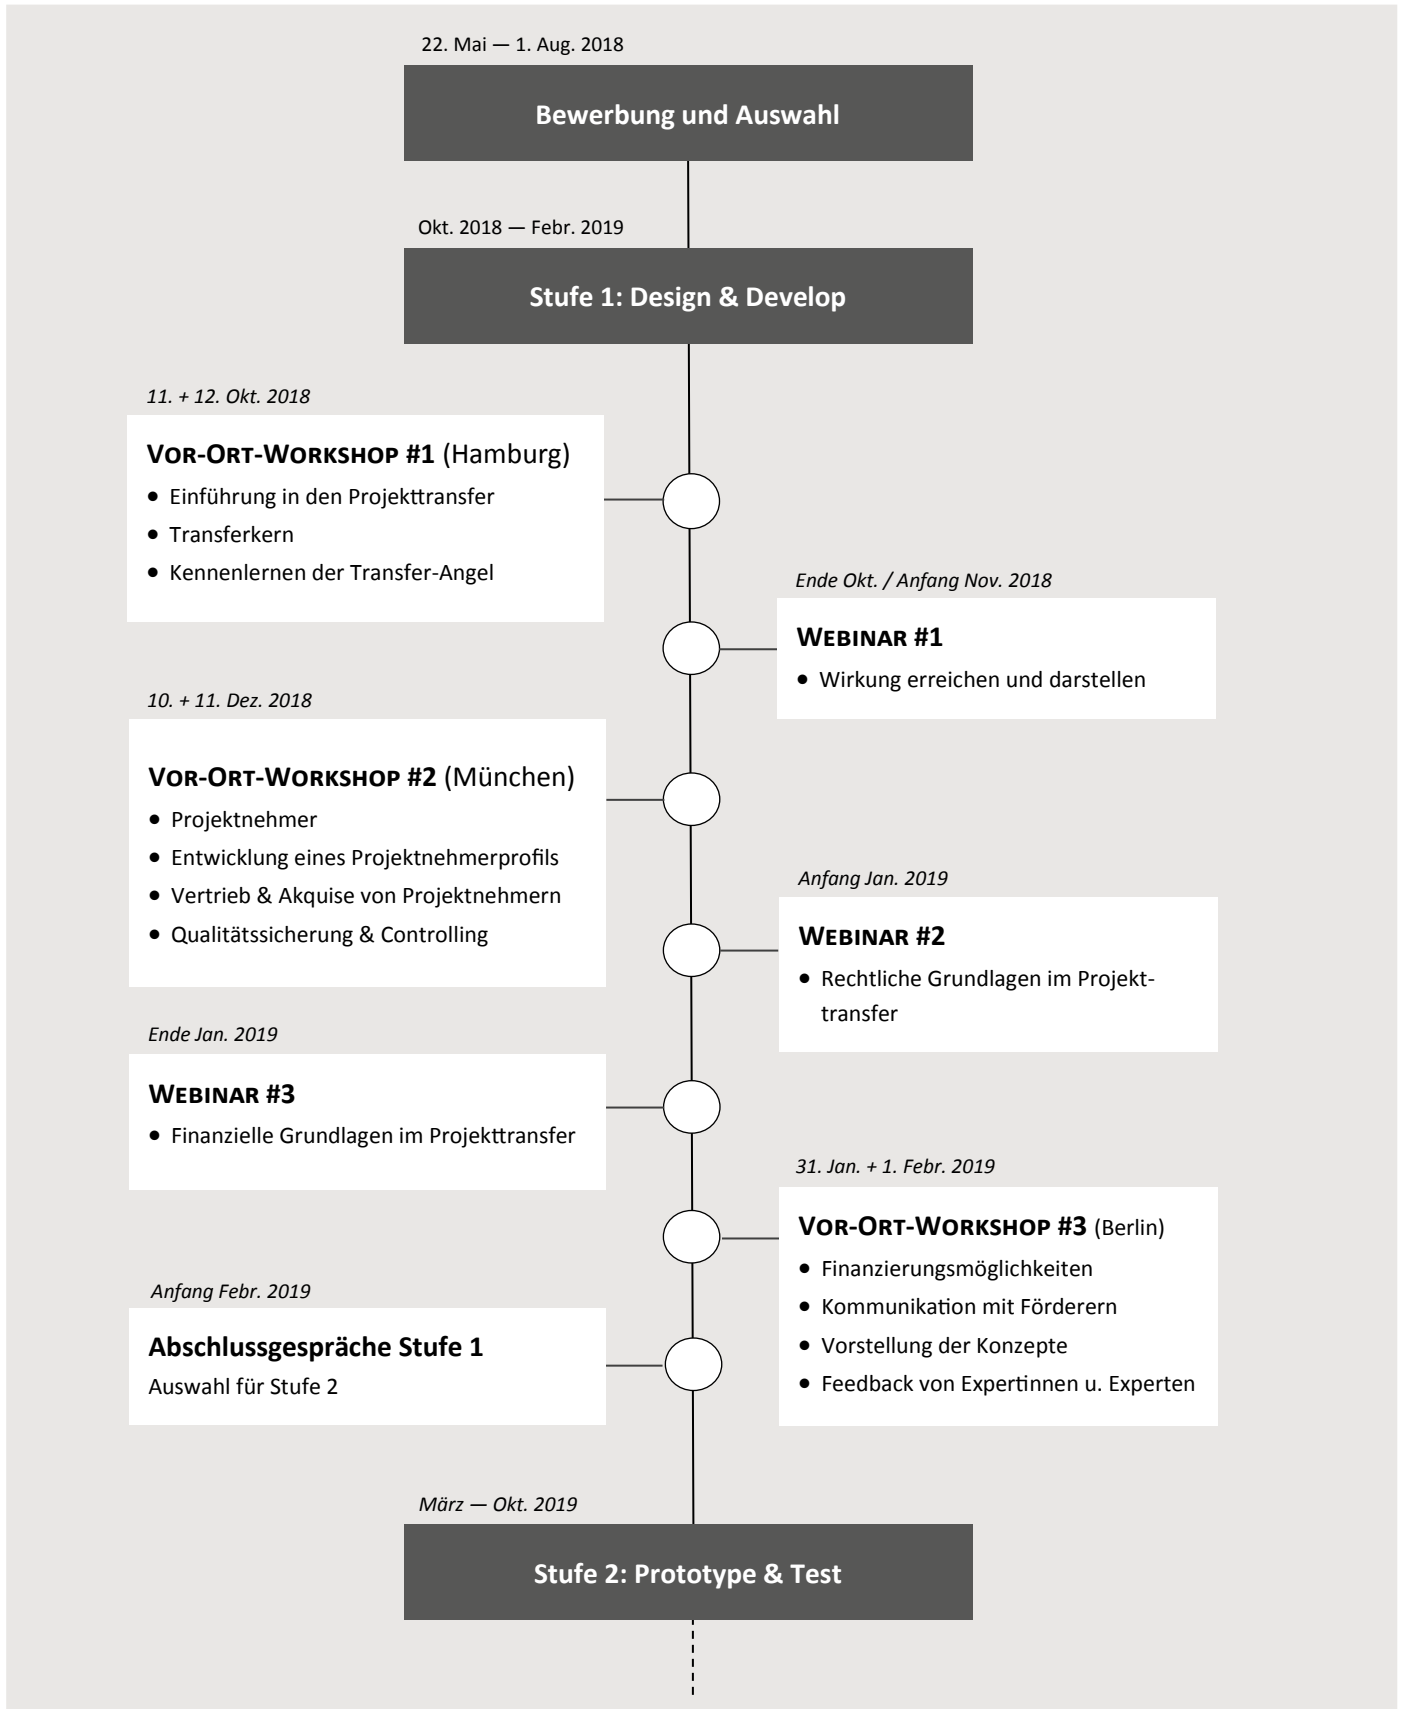 22. Mai — 1. Aug. 2018
Bewerbung und Auswahl
Okt. 2018 — Febr. 2019
Stufe 1: Design & Develop
11. + 12. Okt. 2018
VOR-ORT-WORKSHOP #1 (Hamburg)
• Einführung in den Projekttransfer
• Transferkern
• Kennenlernen der Transfer-Angel
Ende Okt. / Anfang Nov. 2018
WEBINAR #1
• Wirkung erreichen und darstellen
10. + 11. Dez. 2018
VOR-ORT-WORKSHOP #2 (München)
• Projektnehmer
• Entwicklung eines Projektnehmerprofils
• Vertrieb & Akquise von Projektnehmern
• Qualitätssicherung & Controlling
Anfang Jan. 2019
WEBINAR #2
• Rechtliche Grundlagen im Projekt-
transfer
Ende Jan. 2019
WEBINAR #3
• Finanzielle Grundlagen im Projekttransfer
31. Jan. + 1. Febr. 2019
VOR-ORT-WORKSHOP #3 (Berlin)
• Finanzierungsmöglichkeiten
• Kommunikation mit Förderern
• Vorstellung der Konzepte
• Feedback von Expertinnen u. Experten
Anfang Febr. 2019
Abschlussgespräche Stufe 1
Auswahl für Stufe 2
März — Okt. 2019
Stufe 2: Prototype & Test